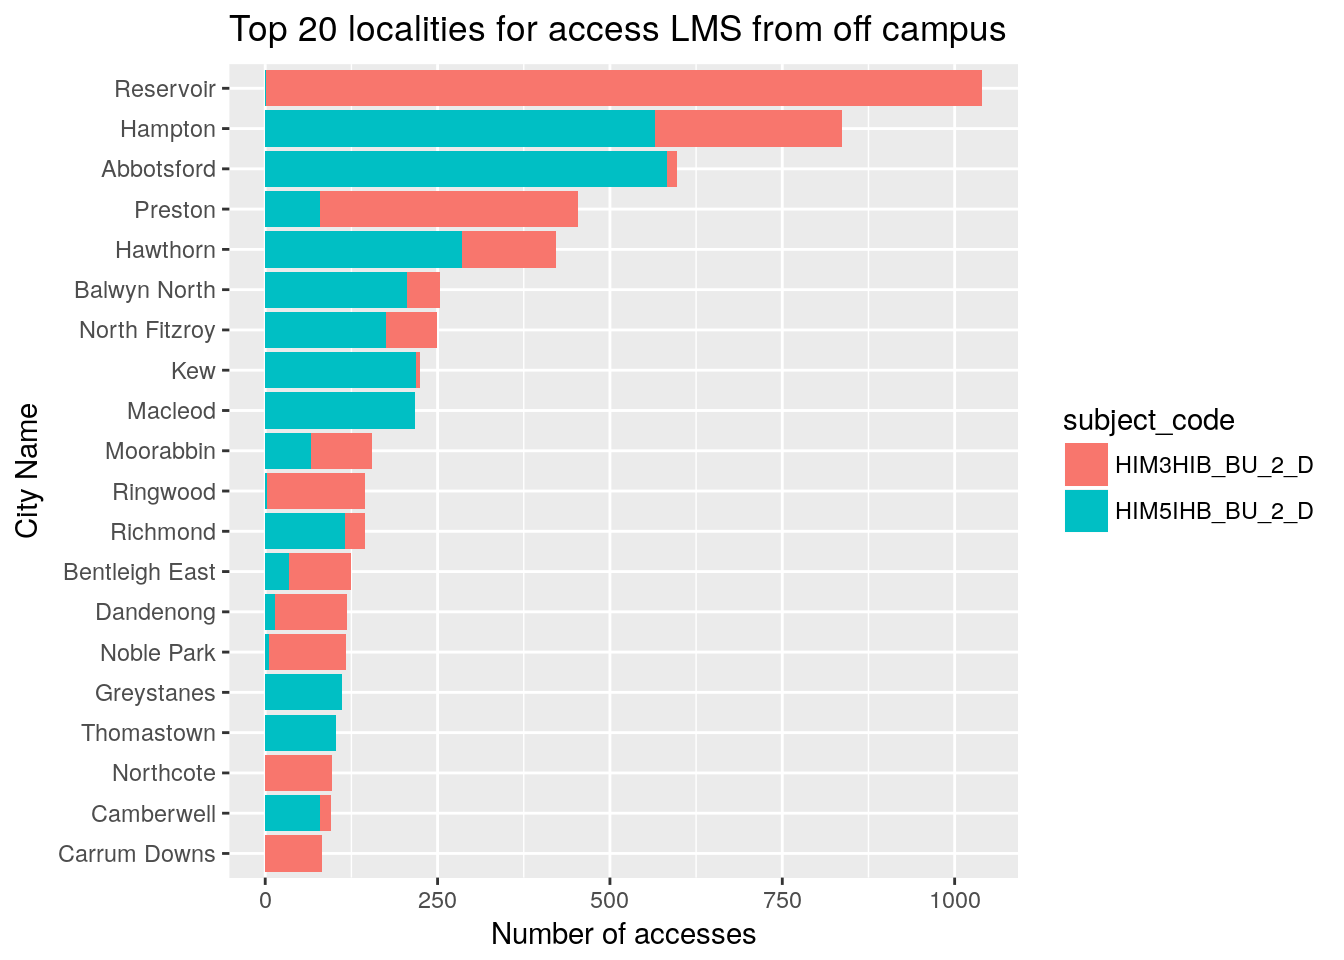 Top 20 localities for access LMS from off campus
City Name
Reservoir
Hampton
Abbotsford
Preston
Hawthorn
Balwyn North
North Fitzroy
Kew
Macleod
Moorabbin
Ringwood
Richmond
Bentleigh East
Dandenong
Noble Park
Greystanes
Thomastown
Northcote
Camberwell
Carrum Downs
0 250 500 750 1000
Number of accesses
subject_code
HIM3HIB_BU_2_D
HIM5IHB_BU_2_D